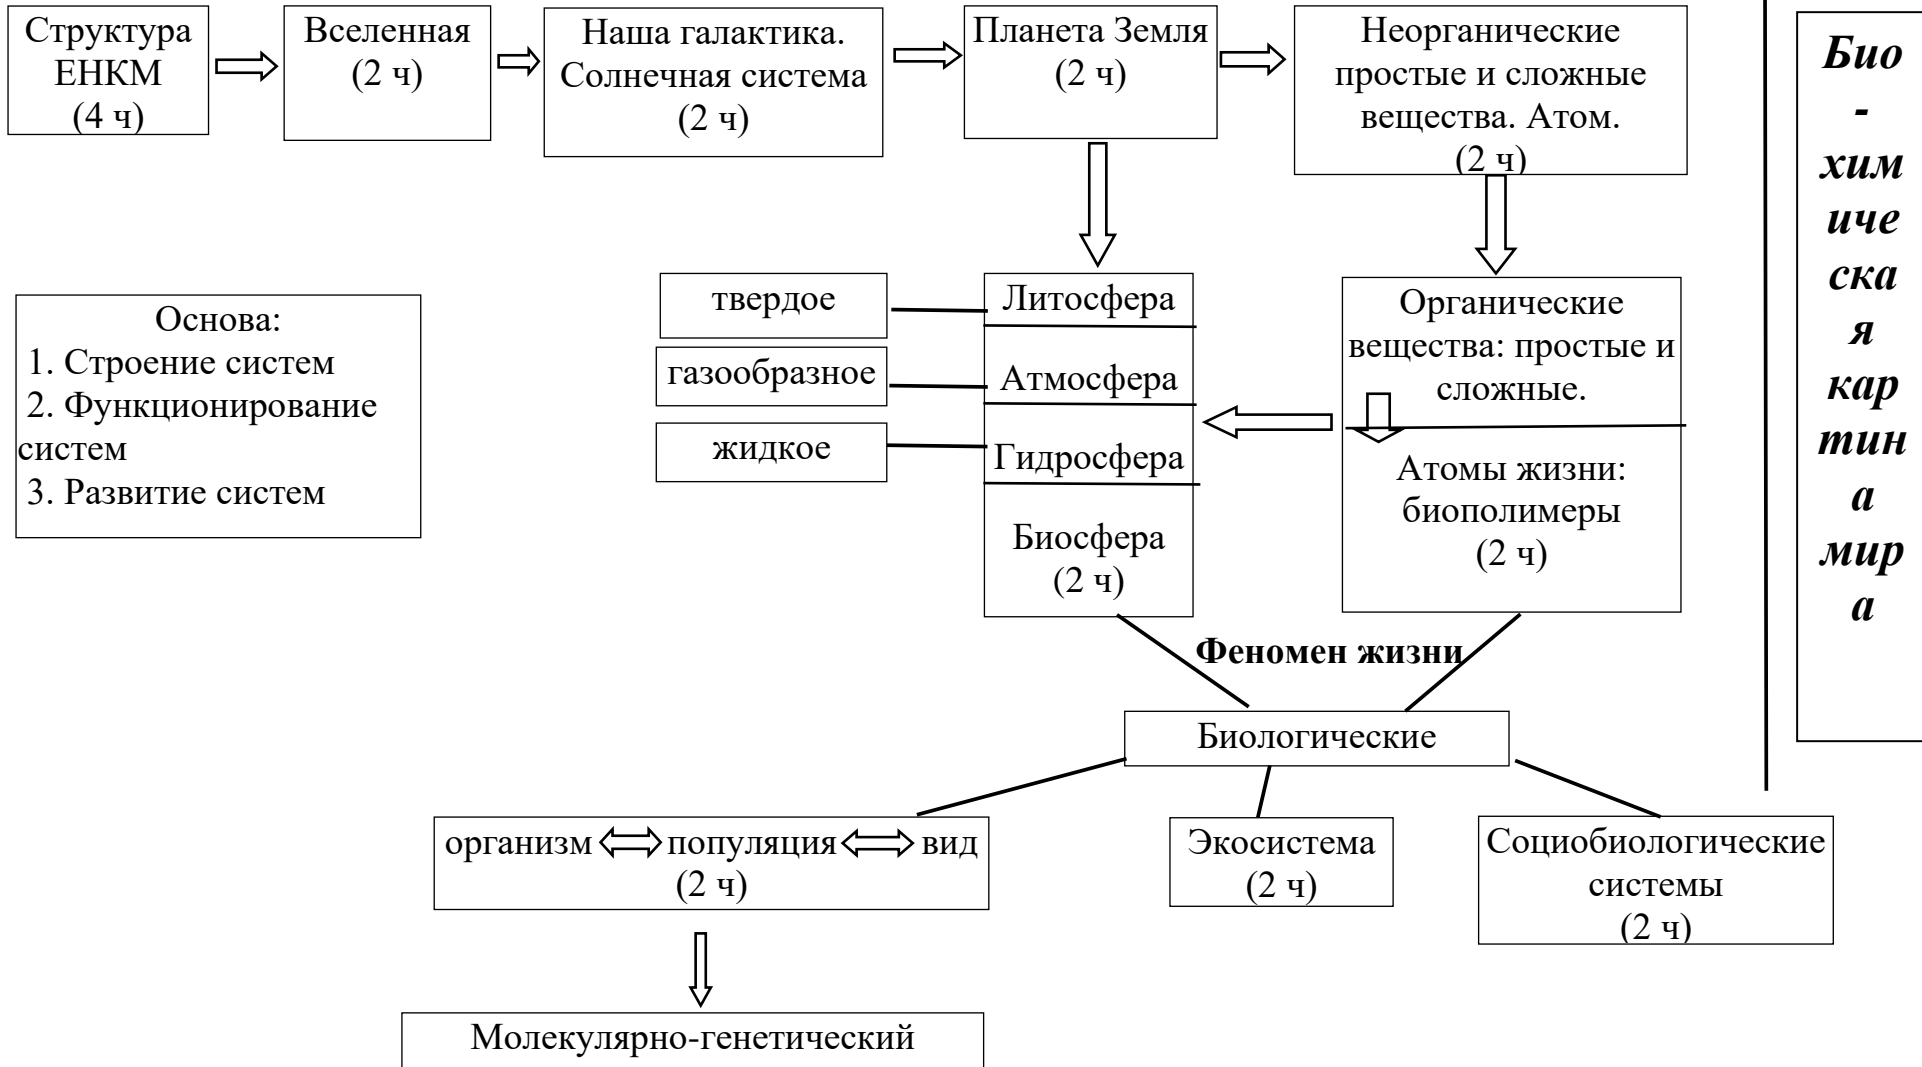 Структура
ЕНКМ
(4 ч)
Вселенная
(2 ч)
Наша галактика.
Солнечная система
(2 ч)
Планета Земля
(2 ч)
Неорганические
простые и сложные
вещества. Атом.
(2 ч)
Био
-
хим
иче
ска
я
кар
тин
а
мир
а
Основа:
1. Строение систем
2. Функционирование
систем
3. Развитие систем
твердое
газообразное
жидкое
Литосфера
Атмосфера
Гидросфера
Биосфера
(2 ч)
Органические
вещества: простые и
сложные.
Атомы жизни:
биополимеры
(2 ч)
Феномен жизни
Биологические
организм популяция вид
(2 ч)
Экосистема
(2 ч)
Социобиологические
системы
(2 ч)
Молекулярно-генетический